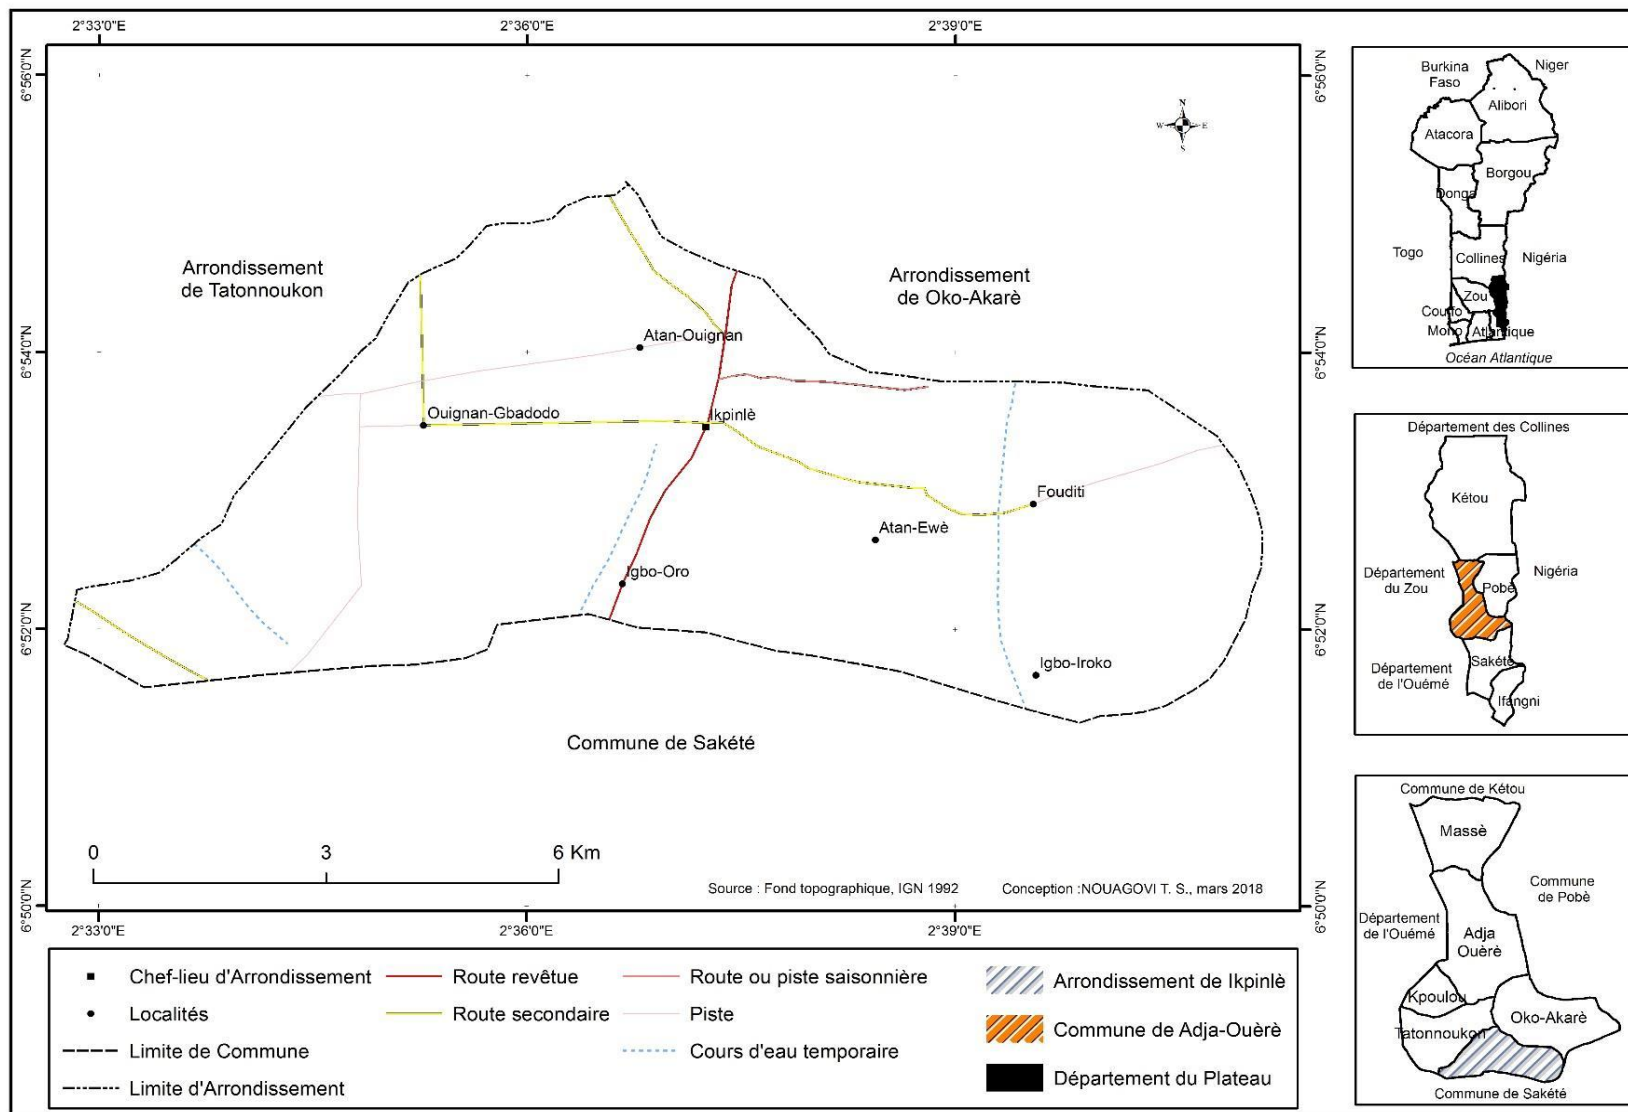 2°33'0"E
2°36'0"E
2°39'0"E
6°56'0"N
6°56'0"N
N
W
E
S
Arrondissement
de Tatonnoukon
Arrondissement
de Oko-Akarè
Atan-Ouignan
6°54'0"N
6°54'0"N
Ouignan-Gbadodo
Ikpinlè
Fouditi
Atan-Ewè
Igbo-Oro
6°52'0"N
6°52'0"N
Igbo-Iroko
Commune de Sakété
0
3
6 Km
Source : Fond topographique, IGN 1992
Conception :NOUAGOVI T. S., mars 2018
6°50'0"N
6°50'0"N
2°33'0"E
2°36'0"E
2°39'0"E
Chef-lieu d'Arrondissement
Localités
Limite de Commune
Limite d'Arrondissement
Route revêtue
Route secondaire
Route ou piste saisonnière
Piste
Cours d'eau temporaire
Arrondissement de Ikpinlè
Commune de Adja-Ouèrè
Département du Plateau
Burkina
Faso
Niger
Alibori
Atacora
Borgou
Donga
Togo
Collines
Nigéria
Zou
Couffo
Mono
Atlantique
Océan Atlantique
Département des Collines
Kétou
Département
du Zou
Pobè
Nigéria
Département
de l'Ouémé
Sakété
Ifangni
Commune de Kétou
Massè
Commune
de Pobè
Département
de l'Ouémé
Adja
Ouèrè
Kpoulou
Oko-Akarè
Tatonnoukon
Commune de Sakété